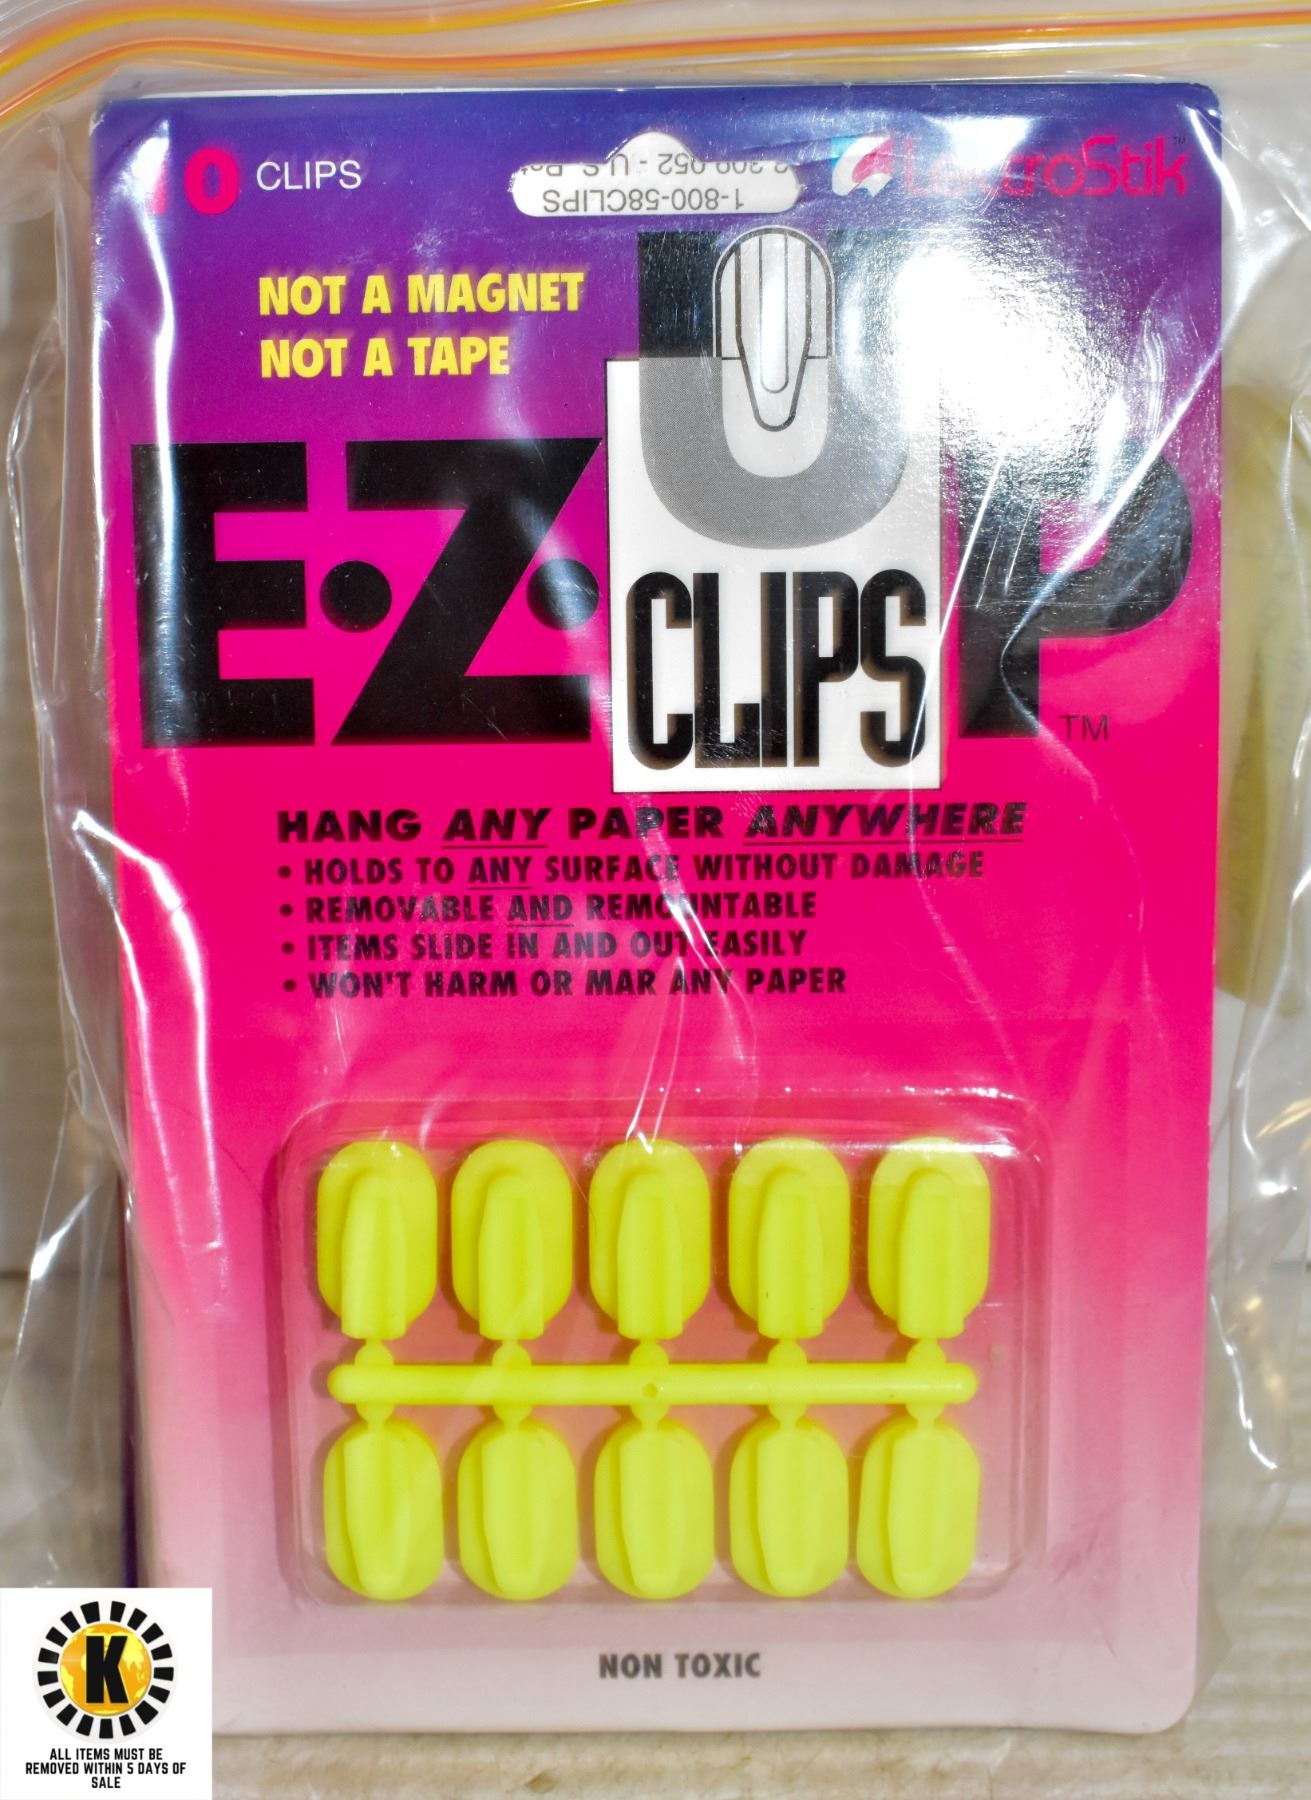 10 CLIPS
1-800-58CLIPS
LectroStik™
NOT A MAGNET
NOT A TAPE
E·Z·UP
CLIPS
TM
HANG ANY PAPER ANYWHERE
• HOLDS TO ANY SURFACE WITHOUT DAMAGE
• REMOVABLE AND REMOUNTABLE
• ITEMS SLIDE IN AND OUT EASILY
• WON'T HARM OR MAR ANY PAPER
NON TOXIC
K
ALL ITEMS MUST BE
REMOVED WITHIN 5 DAYS OF
SALE